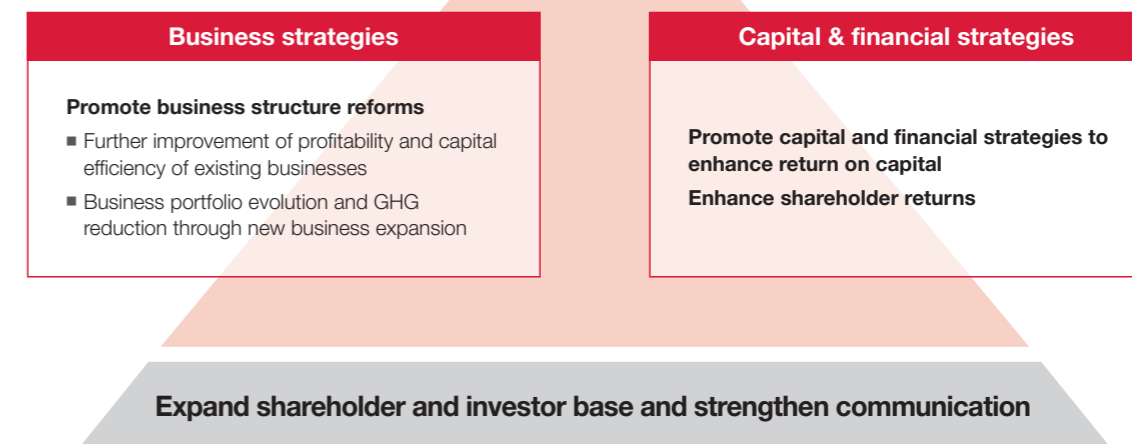 Business strategies
Promote business structure reforms
■ Further improvement of profitability and capital
efficiency of existing businesses
■ Business portfolio evolution and GHG
reduction through new business expansion
Capital & financial strategies
Promote capital and financial strategies to
enhance return on capital
Enhance shareholder returns
Expand shareholder and investor base and strengthen communication